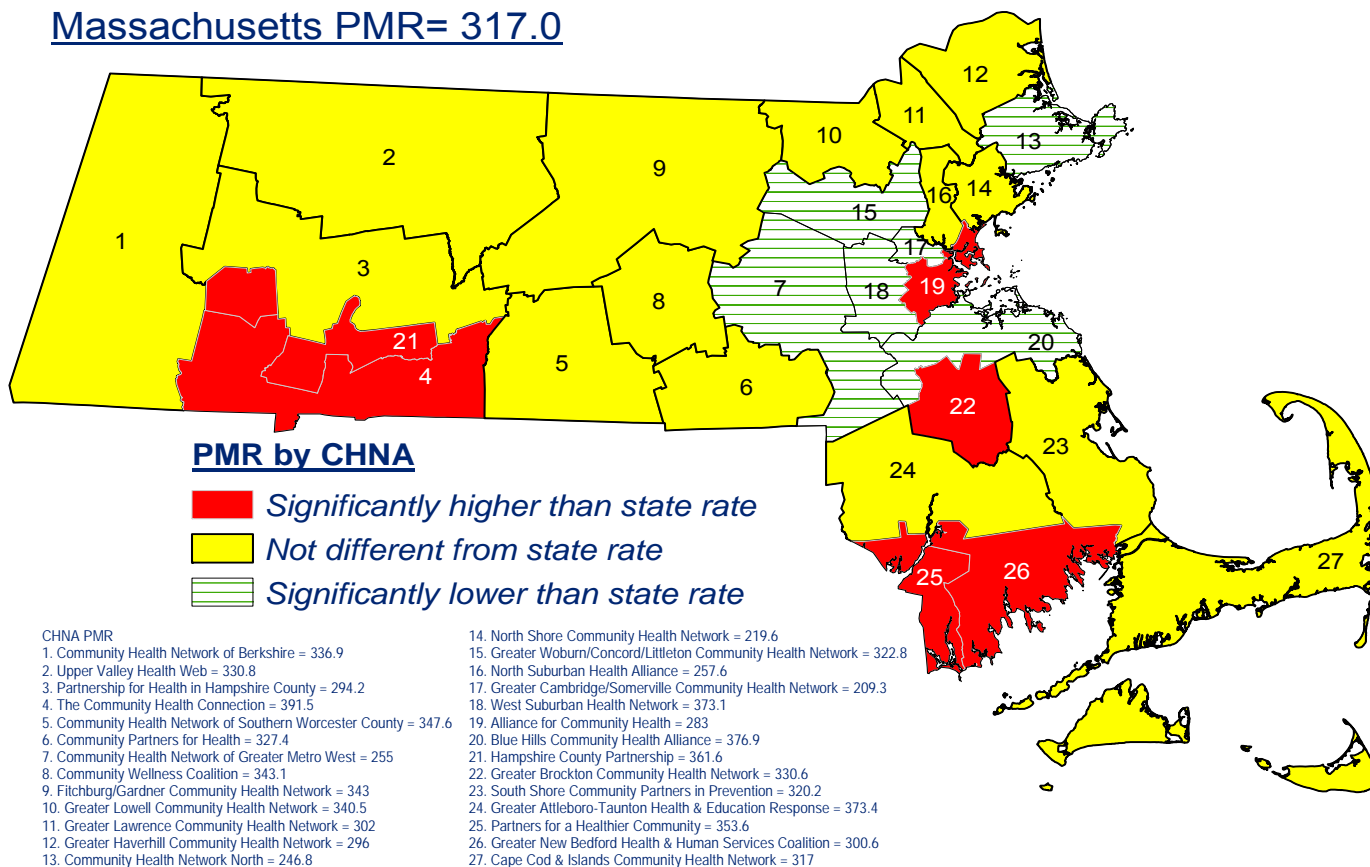 Massachusetts PMR= 317.0
12
11
10
13
2
9
16
14
15
1
17
3
19
7
18
8
20
21
5
4
6
22
23
24
27
25
26
PMR by CHNA
Significantly higher than state rate
Not different from state rate
Significantly lower than state rate
CHNA PMR
1. Community Health Network of Berkshire = 336.9
2. Upper Valley Health Web = 330.8
3. Partnership for Health in Hampshire County = 294.2
4. The Community Health Connection = 391.5
5. Community Health Network of Southern Worcester County = 347.6
6. Community Partners for Health = 327.4
7. Community Health Network of Greater Metro West = 255
8. Community Wellness Coalition = 343.1
9. Fitchburg/Gardner Community Health Network = 343
10. Greater Lowell Community Health Network = 340.5
11. Greater Lawrence Community Health Network = 302
12. Greater Haverhill Community Health Network = 296
13. Community Health Network North = 246.8
14. North Shore Community Health Network = 219.6
15. Greater Woburn/Concord/Littleton Community Health Network = 322.8
16. North Suburban Health Alliance = 257.6
17. Greater Cambridge/Somerville Community Health Network = 209.3
18. West Suburban Health Network = 373.1
19. Alliance for Community Health = 283
20. Blue Hills Community Health Alliance = 376.9
21. Hampshire County Partnership = 361.6
22. Greater Brockton Community Health Network = 330.6
23. South Shore Community Partners in Prevention = 320.2
24. Greater Attleboro-Taunton Health & Education Response = 373.4
25. Partners for a Healthier Community = 353.6
26. Greater New Bedford Health & Human Services Coalition = 300.6
27. Cape Cod & Islands Community Health Network = 317